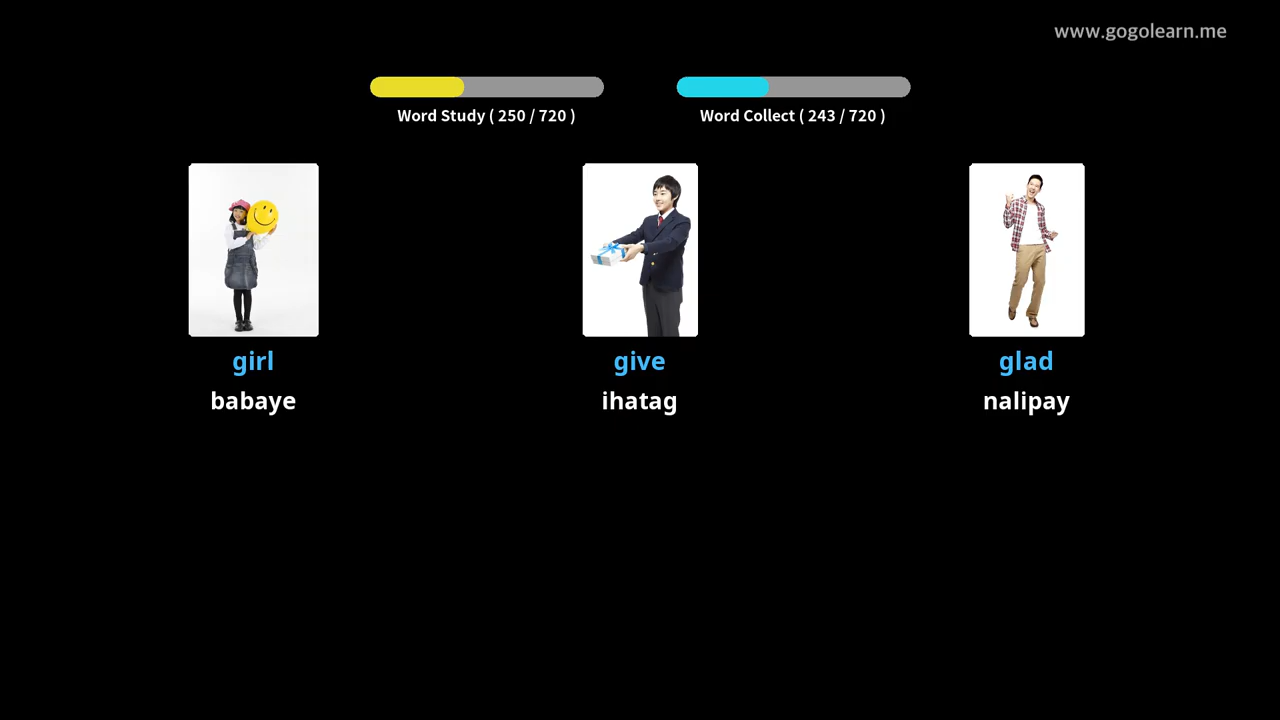 www.gogolearn.me
Word Study ( 250 / 720 )
Word Collect ( 243 / 720 )
girl
give
glad
babaye
ihatag
nalipay